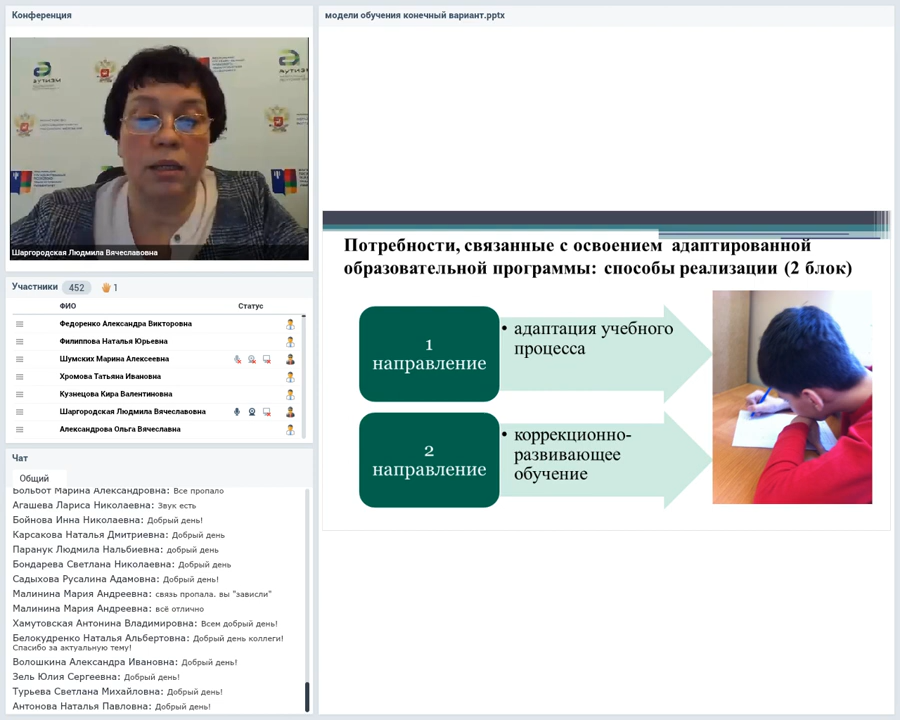 Конференция
аутизм
Шаргородская Людмила Вячеславовна
Участники 452 1
ФИО Статус
Федоренко Александра Викторовна
Филиппова Наталья Юрьевна
Шумских Марина Алексеевна
Хромова Татьяна Ивановна
Кузнецова Кира Валентиновна
Шаргородская Людмила Вячеславовна
Александрова Ольга Вячеславна
Чат
Общий
Больбот Марина Александровна: Все пропало
Агашева Лариса Николаевна: Звук есть
Бойнова Инна Николаевна: Добрый день!
Карсакова Наталья Дмитриевна: Добрый день
Паранук Людмила Нальбиевна: добрый день
Бондарева Светлана Николаевна: Добрый день
Садыхова Русалина Адамовна: Добрый день!
Малинина Мария Андреевна: связь пропала. вы "зависли"
Малинина Мария Андреевна: всё отлично
Хамутовская Антонина Владимировна: Всем добрый день!
Белокудренко Наталья Альбертовна: Добрый день коллеги!
Спасибо за актуальную тему!
Волошкина Александра Ивановна: Добрый день!
Зель Юлия Сергеевна: Добрый день!
Турьева Светлана Михайловна: Добрый день!
Антонова Наталья Павловна: Добрый день!
модели обучения конечный вариант.pptx
Потребности, связанные с освоением адаптированной
образовательной программы: способы реализации (2 блок)
1
направление
• адаптация учебного
процесса
2
направление
• коррекционно-
развивающее
обучение